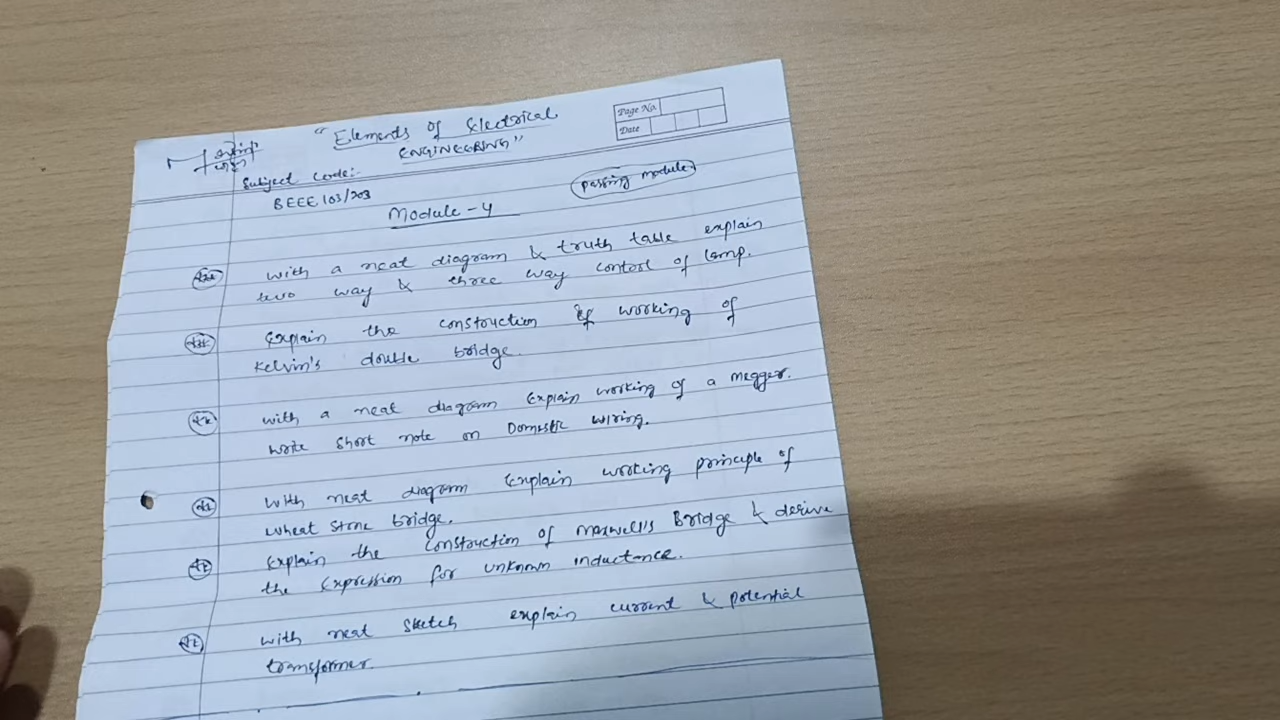 "Elements of Electrical
ENGINEERING"
Page No.
Date
Subject Code:-
BEEE103/203
Passing module
Module-4
with a neat diagram & truth table explain
two way & three way control of lamp.
Explain the construction & working of
Kelvin's double bridge.
with a neat diagram Explain working of a megger.
write short note on Domestic wiring.
With neat diagram Explain working principle of
wheat stone bridge.
Explain the construction of Maxwell's Bridge & derive
the Expression for unknown inductance.
with neat sketch explain current & potential
transformer.